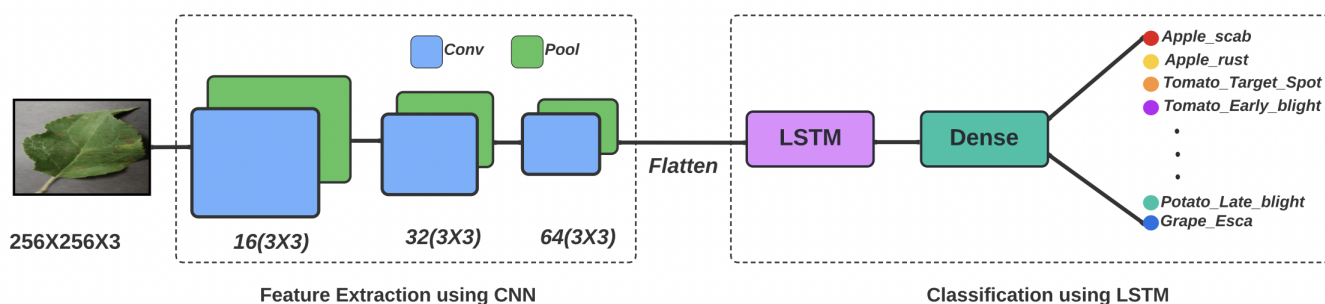 Conv
Pool
256X256X3
16(3X3)
32(3X3)
64(3X3)
Flatten
LSTM
Dense
Apple_scab
Apple_rust
Tomato_Target_Spot
Tomato_Early_blight
Potato_Late_blight
Grape_Esca
Feature Extraction using CNN
Classification using LSTM